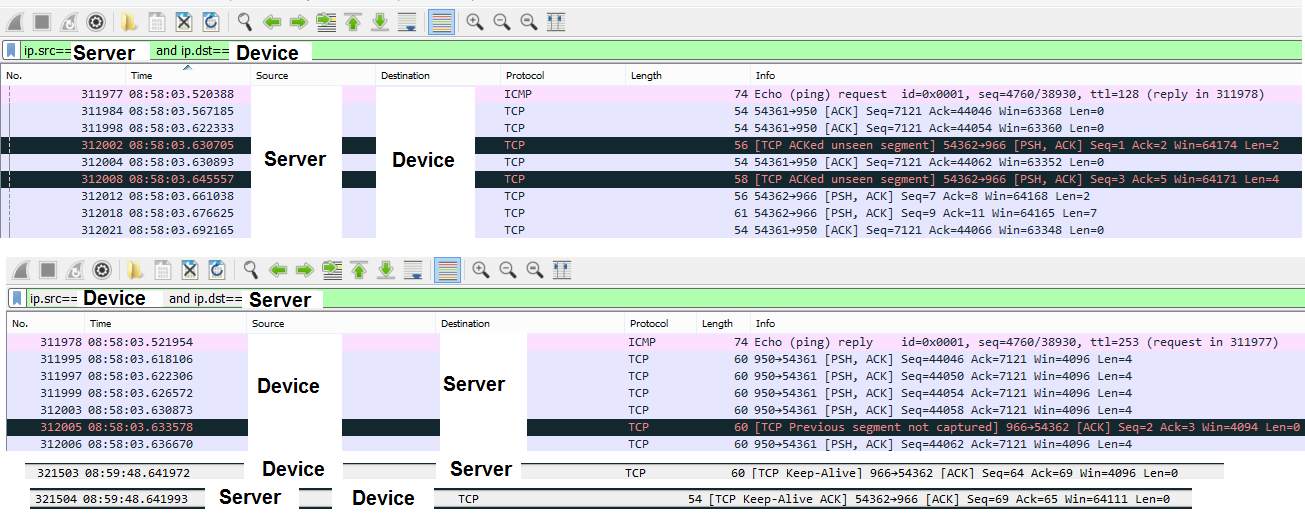 ip.src== Server and ip.dst== Device
No. Time Source Destination Protocol Length Info
311977 08:58:03.520388 ICMP 74 Echo (ping) request id=0x0001, seq=4760/38930, ttl=128 (reply in 311978)
311984 08:58:03.567185 TCP 54 54361→950 [ACK] Seq=7121 Ack=44046 Win=63368 Len=0
311998 08:58:03.622333 TCP 54 54361→950 [ACK] Seq=7121 Ack=44054 Win=63360 Len=0
312002 08:58:03.630705 TCP 56 [TCP ACKed unseen segment] 54362→966 [PSH, ACK] Seq=1 Ack=2 Win=64174 Len=2
Server Device
312004 08:58:03.630893 TCP 54 54361→950 [ACK] Seq=7121 Ack=44062 Win=63352 Len=0
312008 08:58:03.645557 TCP 58 [TCP ACKed unseen segment] 54362→966 [PSH, ACK] Seq=3 Ack=5 Win=64171 Len=4
312012 08:58:03.661038 TCP 56 54362→966 [PSH, ACK] Seq=7 Ack=8 Win=64168 Len=2
312018 08:58:03.676625 TCP 61 54362→966 [PSH, ACK] Seq=9 Ack=11 Win=64165 Len=7
312021 08:58:03.692165 TCP 54 54361→950 [ACK] Seq=7121 Ack=44066 Win=63348 Len=0
ip.src== Device and ip.dst== Server
No. Time Source Destination Protocol Length Info
311978 08:58:03.521954 ICMP 74 Echo (ping) reply id=0x0001, seq=4760/38930, ttl=253 (request in 311977)
311995 08:58:03.618106 TCP 60 950→54361 [PSH, ACK] Seq=44046 Ack=7121 Win=4096 Len=4
311997 08:58:03.622306 TCP 60 950→54361 [PSH, ACK] Seq=44050 Ack=7121 Win=4096 Len=4
Device Server
311999 08:58:03.626572 TCP 60 950→54361 [PSH, ACK] Seq=44054 Ack=7121 Win=4096 Len=4
312003 08:58:03.630873 TCP 60 950→54361 [PSH, ACK] Seq=44058 Ack=7121 Win=4096 Len=4
312005 08:58:03.633578 TCP 60 [TCP Previous segment not captured] 966→54362 [ACK] Seq=2 Ack=3 Win=4094 Len=0
312006 08:58:03.636670 TCP 60 950→54361 [PSH, ACK] Seq=44062 Ack=7121 Win=4096 Len=4
321503 08:59:48.641972 Device Server TCP 60 [TCP Keep-Alive] 966→54362 [ACK] Seq=64 Ack=69 Win=4096 Len=0
321504 08:59:48.641993 Server Device TCP 54 [TCP Keep-Alive ACK] 54362→966 [ACK] Seq=69 Ack=65 Win=64111 Len=0